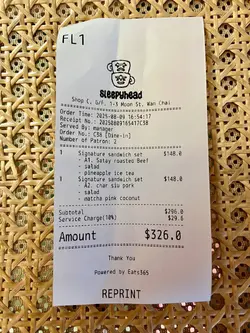 FL1
Sleepyhead
Shop C, G/F, 1-3 Moon St, Wan Chai
Order Time: 2025-08-09 16:54:17
Receipt No.: 20250809165417C38
Served By: manager
Order No.: C38 [Dine-in]
Number of Patron: 2
1 Signature sandwich set $148.0
- A1. Satay roasted Beef
- salad
- pineapple ice tea
1 Signature sandwich set $148.0
- A2. char siu pork
- salad
- matcha pink coconut
Subtotal $296.0
Service Charge(10%) $29.6
Amount $326.0
Thank You
Powered by Eats365
REPRINT